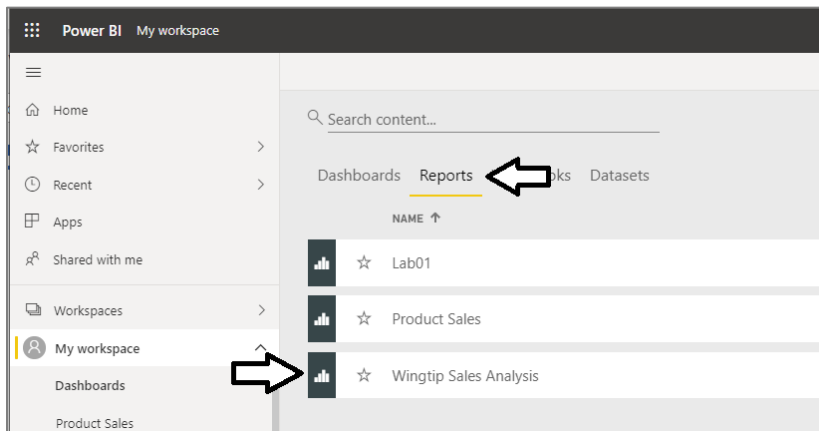 Power BI My workspace
Home
Favorites
Recent
Apps
Shared with me
Workspaces
My workspace
Dashboards
Product Sales
Search content...
Dashboards Reports oks Datasets
NAME
Lab01
Product Sales
Wingtip Sales Analysis